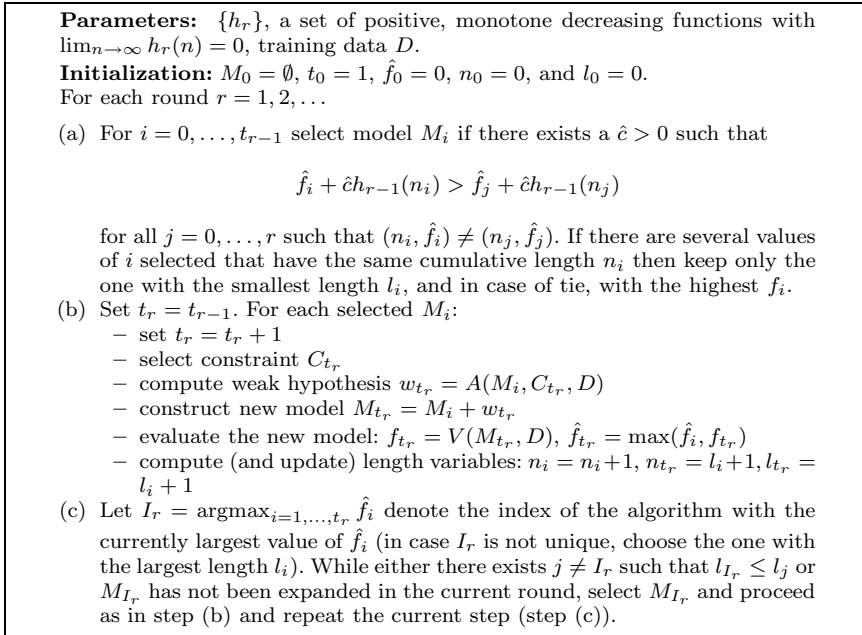 Parameters: {h_r}, a set of positive, monotone decreasing functions with
lim_{n→∞} h_r(n) = 0, training data D.
Initialization: M_0 = ∅, t_0 = 1, f̂_0 = 0, n_0 = 0, and l_0 = 0.
For each round r = 1, 2, . . .
(a) For i = 0, . . . , t_{r−1} select model M_i if there exists a ĉ > 0 such that
f̂_i + ĉh_{r−1}(n_i) > f̂_j + ĉh_{r−1}(n_j)
for all j = 0, . . . , r such that (n_i, f̂_i) ≠ (n_j, f̂_j). If there are several values
of i selected that have the same cumulative length n_i then keep only the
one with the smallest length l_i, and in case of tie, with the highest f_i.
(b) Set t_r = t_{r−1}. For each selected M_i:
– set t_r = t_r + 1
– select constraint C_{t_r}
– compute weak hypothesis w_{t_r} = A(M_i, C_{t_r}, D)
– construct new model M_{t_r} = M_i + w_{t_r}
– evaluate the new model: f_{t_r} = V(M_{t_r}, D), f̂_{t_r} = max(f̂_i, f_{t_r})
– compute (and update) length variables: n_i = n_i+1, n_{t_r} = l_i+1, l_{t_r} =
l_i + 1
(c) Let I_r = argmax_{i=1,...,t_r} f̂_i denote the index of the algorithm with the
currently largest value of f̂_i (in case I_r is not unique, choose the one with
the largest length l_i). While either there exists j ≠ I_r such that l_{I_r} ≤ l_j or
M_{I_r} has not been expanded in the current round, select M_{I_r} and proceed
as in step (b) and repeat the current step (step (c)).